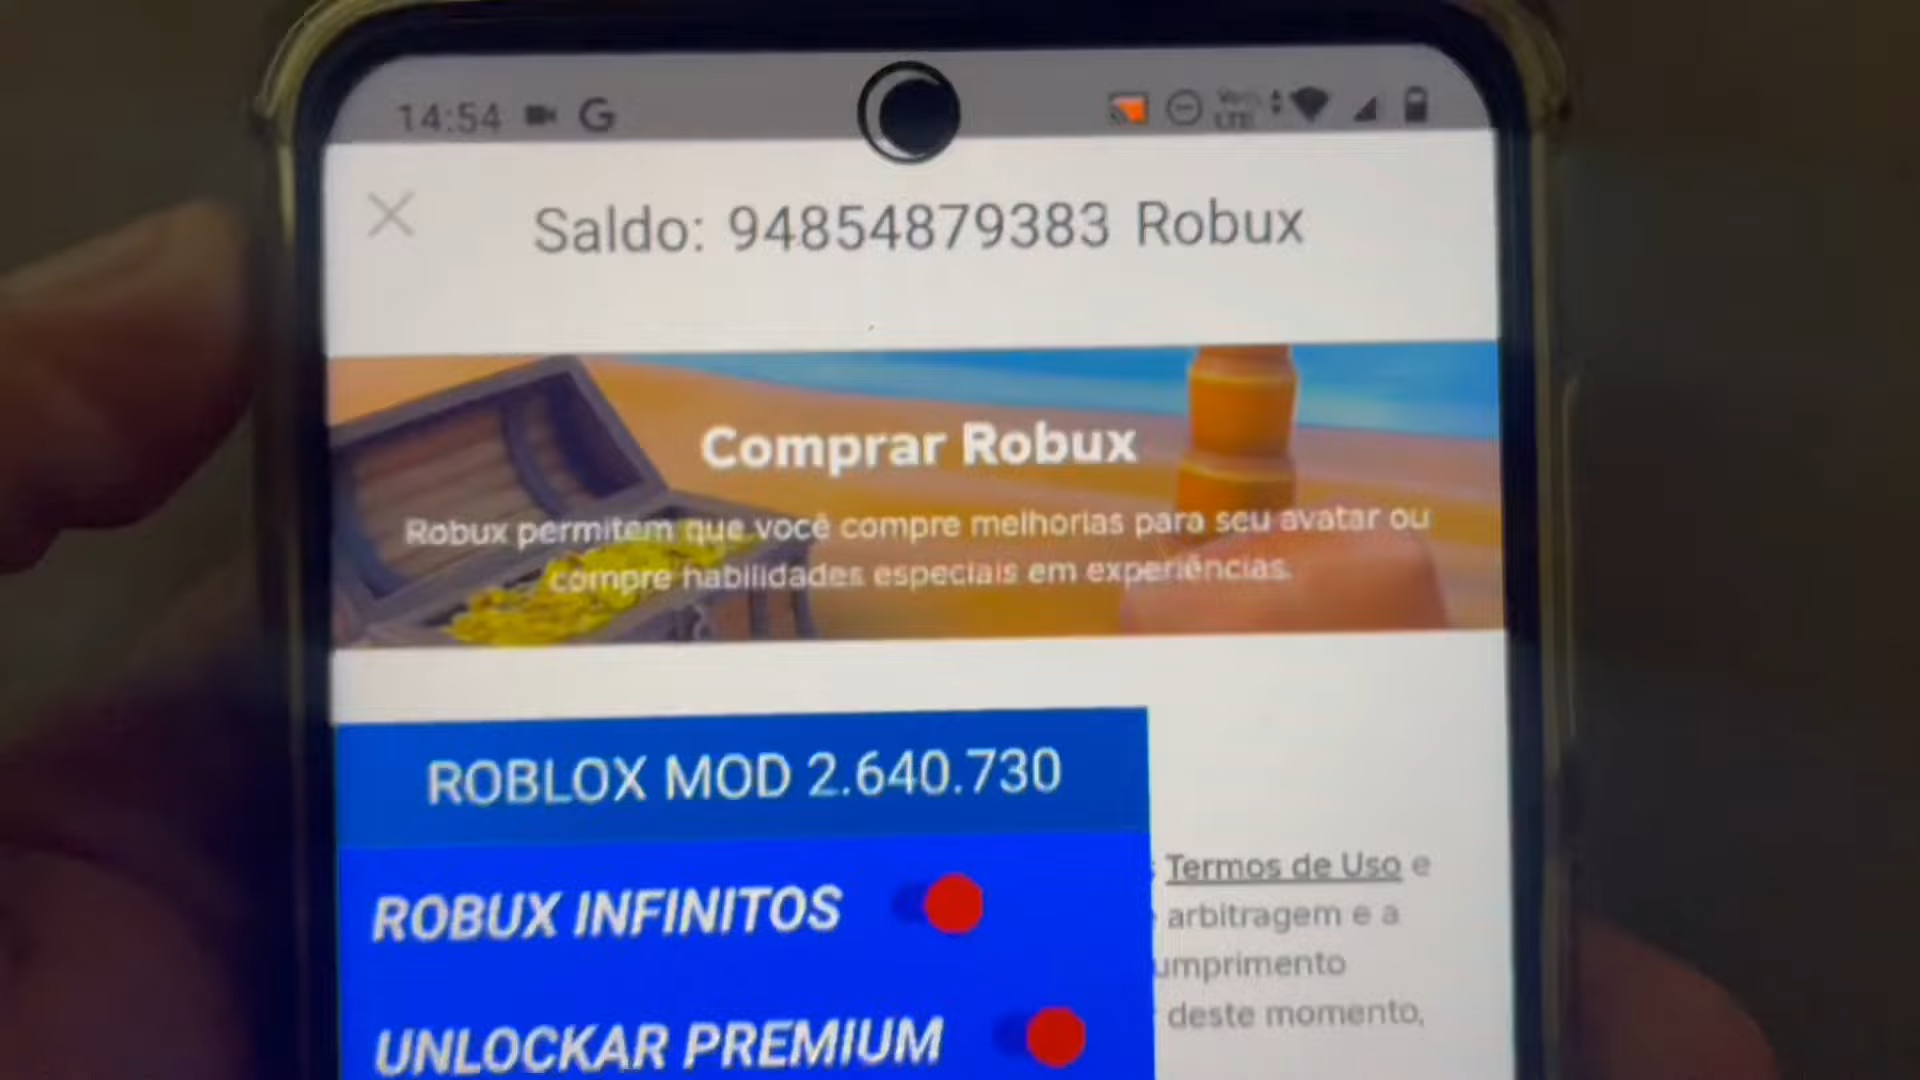 14:54 G Vo)) LTE
Saldo: 94854879383 Robux
Comprar Robux
Robux permitem que você compre melhorias para seu avatar ou
compre habilidades especiais em experiências.
ROBLOX MOD 2.640.730
ROBUX INFINITOS
UNLOCKAR PREMIUM
Termos de Uso e
arbitragem e a
umprimento
deste momento,